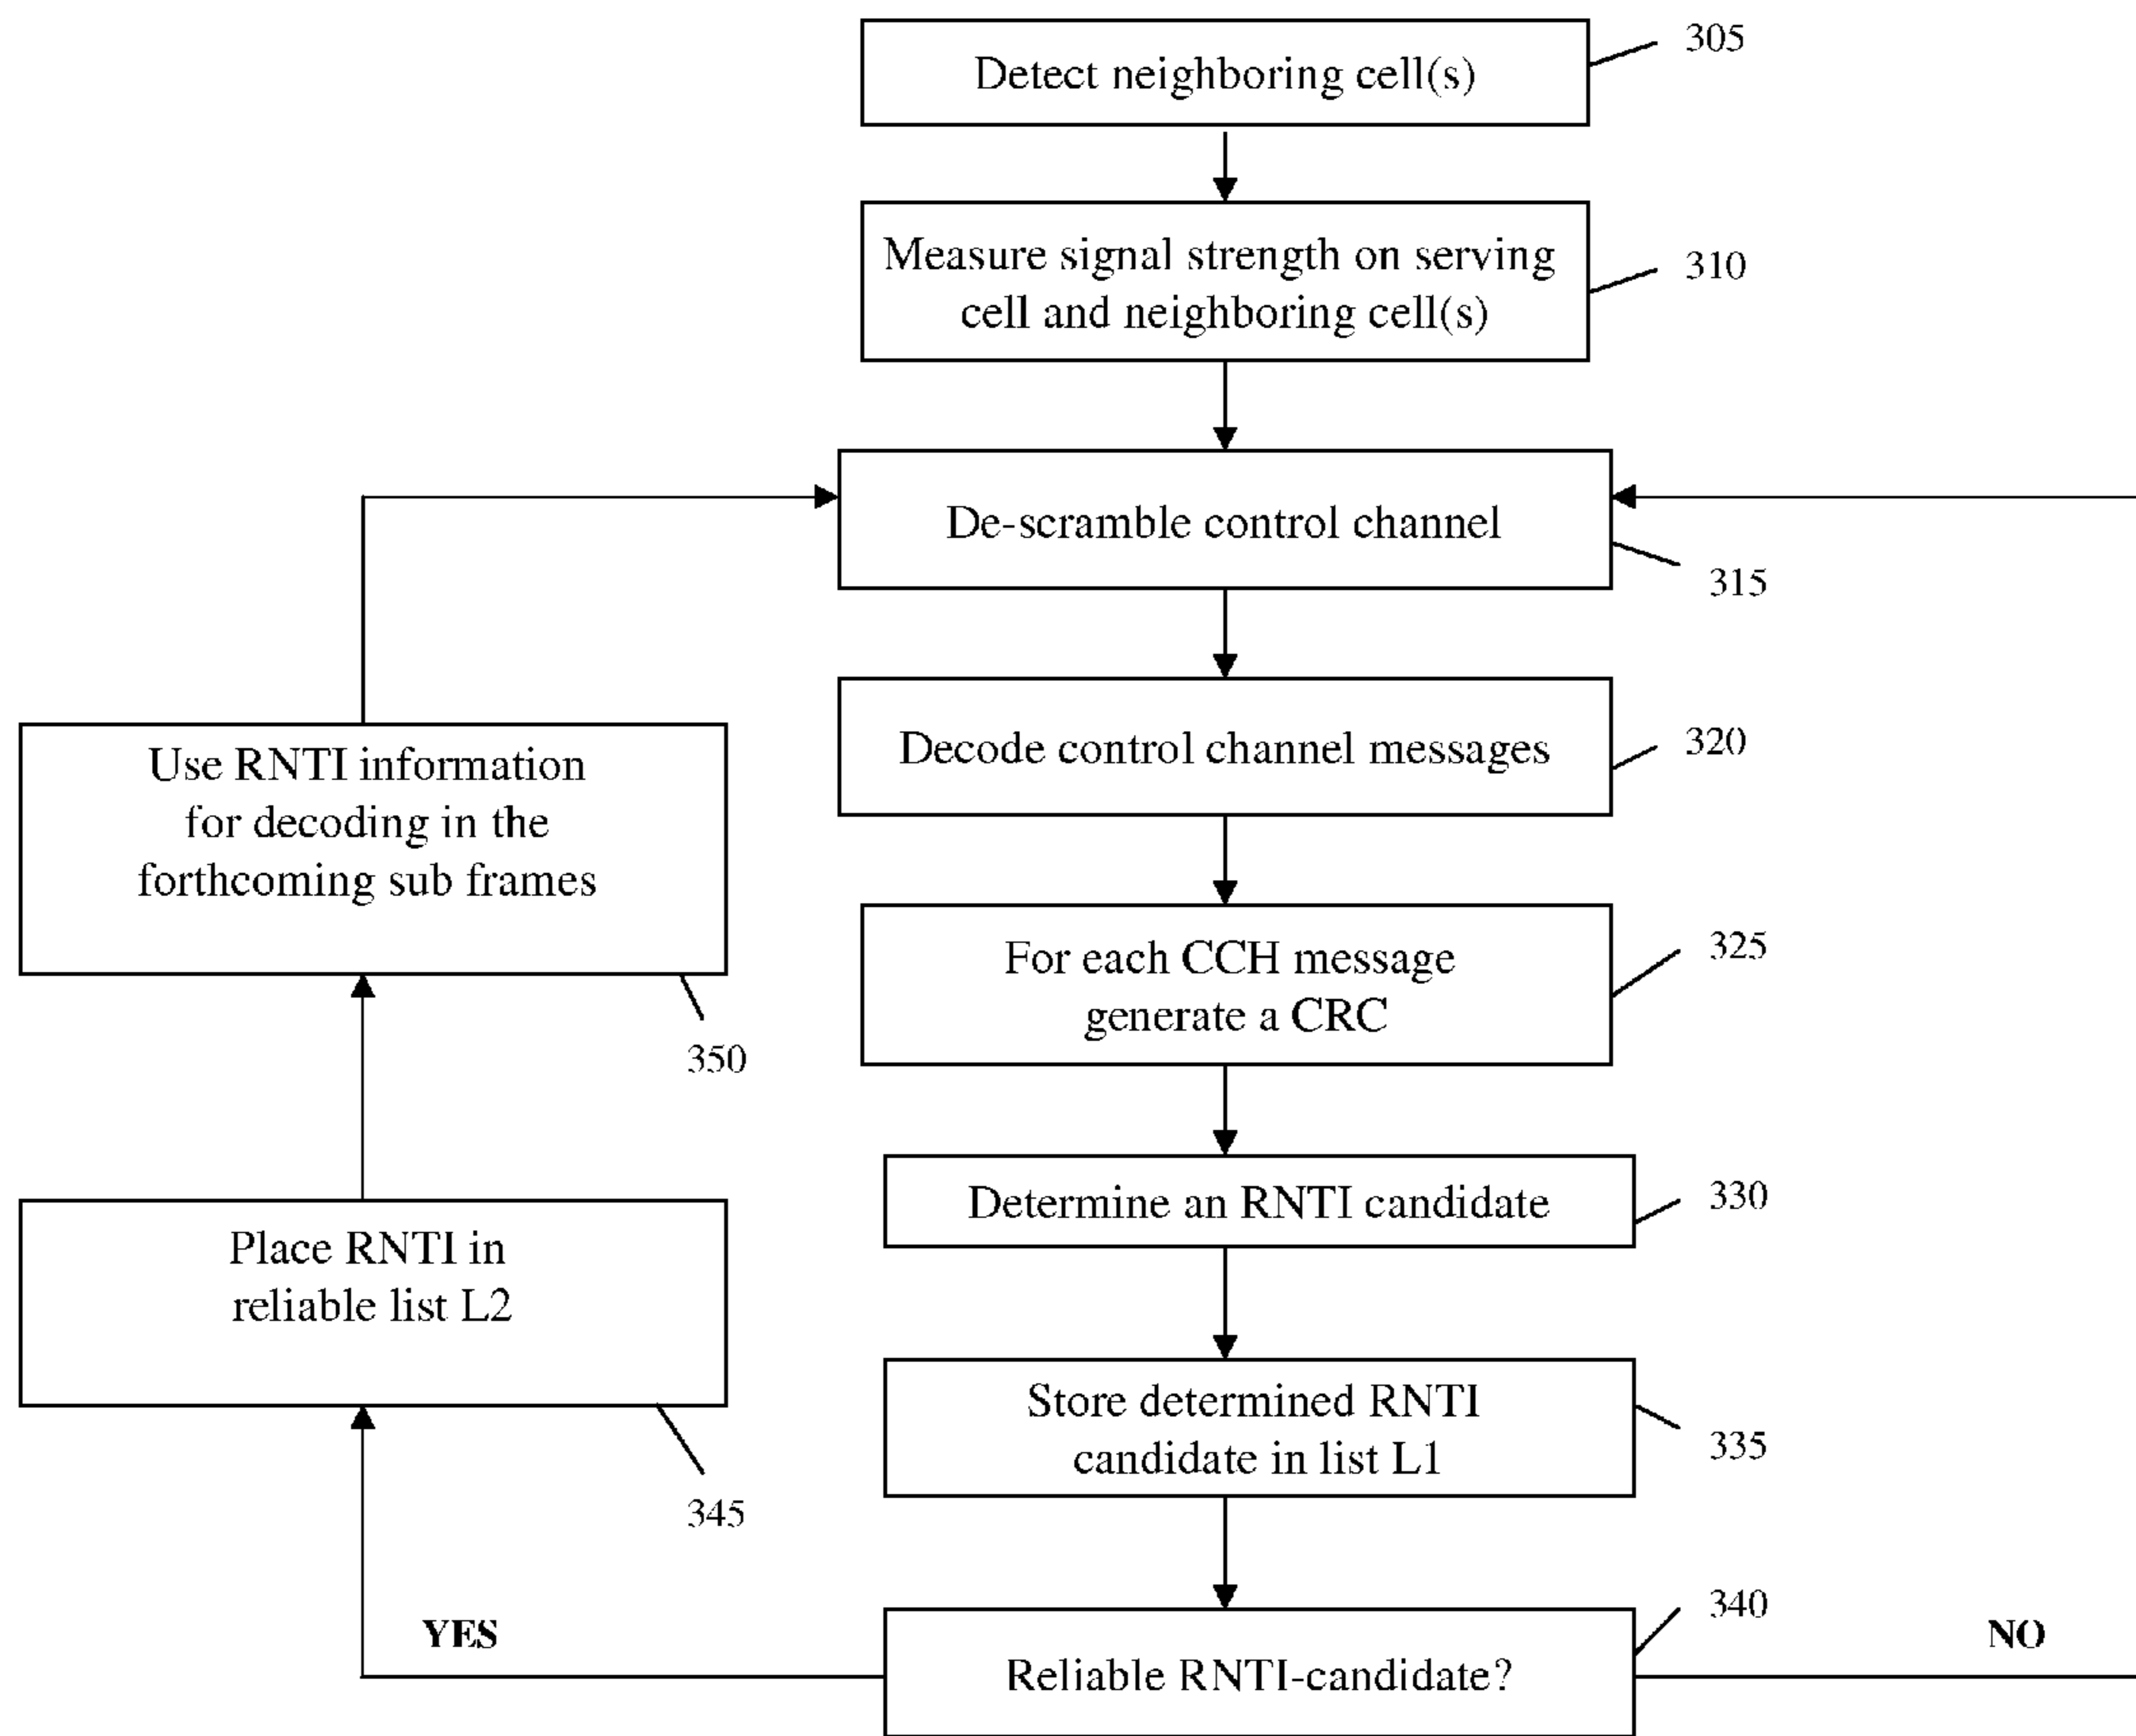 Detect neighboring cell(s)
305
Measure signal strength on serving
cell and neighboring cell(s)
310
De-scramble control channel
315
Decode control channel messages
320
For each CCH message
generate a CRC
325
Determine an RNTI candidate
330
Store determined RNTI
candidate in list L1
335
Reliable RNTI-candidate?
340
YES
NO
Place RNTI in
reliable list L2
345
Use RNTI information
for decoding in the
forthcoming sub frames
350